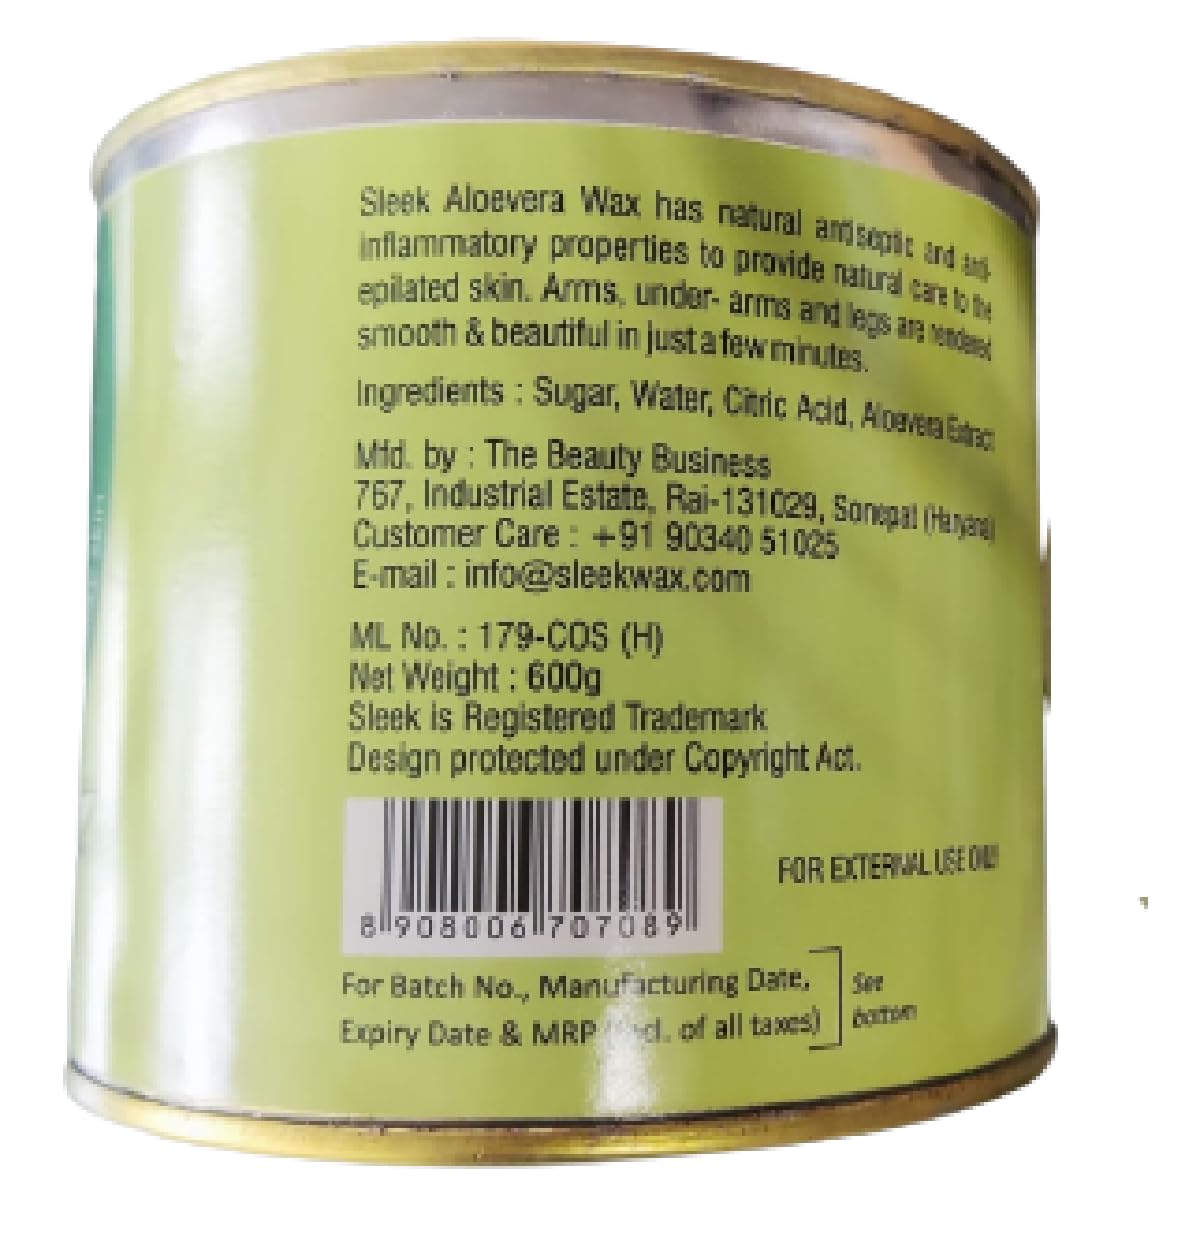 Sleek Aloevera Wax has natural antiseptic and anti-
inflammatory properties to provide natural care to the
epilated skin. Arms, under- arms and legs are rendered
smooth & beautiful in just a few minutes.
Ingredients : Sugar, Water, Citric Acid, Aloevera Extract
Mfd. by : The Beauty Business
767, Industrial Estate, Rai-131029, Sonepat (Haryana)
Customer Care : +91 90340 51025
E-mail : info@sleekwax.com
ML No. : 179-COS (H)
Net Weight : 600g
Sleek is Registered Trademark
Design protected under Copyright Act.
8 908006 707089
FOR EXTERNAL USE ONLY
For Batch No., Manufacturing Date,
Expiry Date & MRP (Incl. of all taxes)
See
bottom